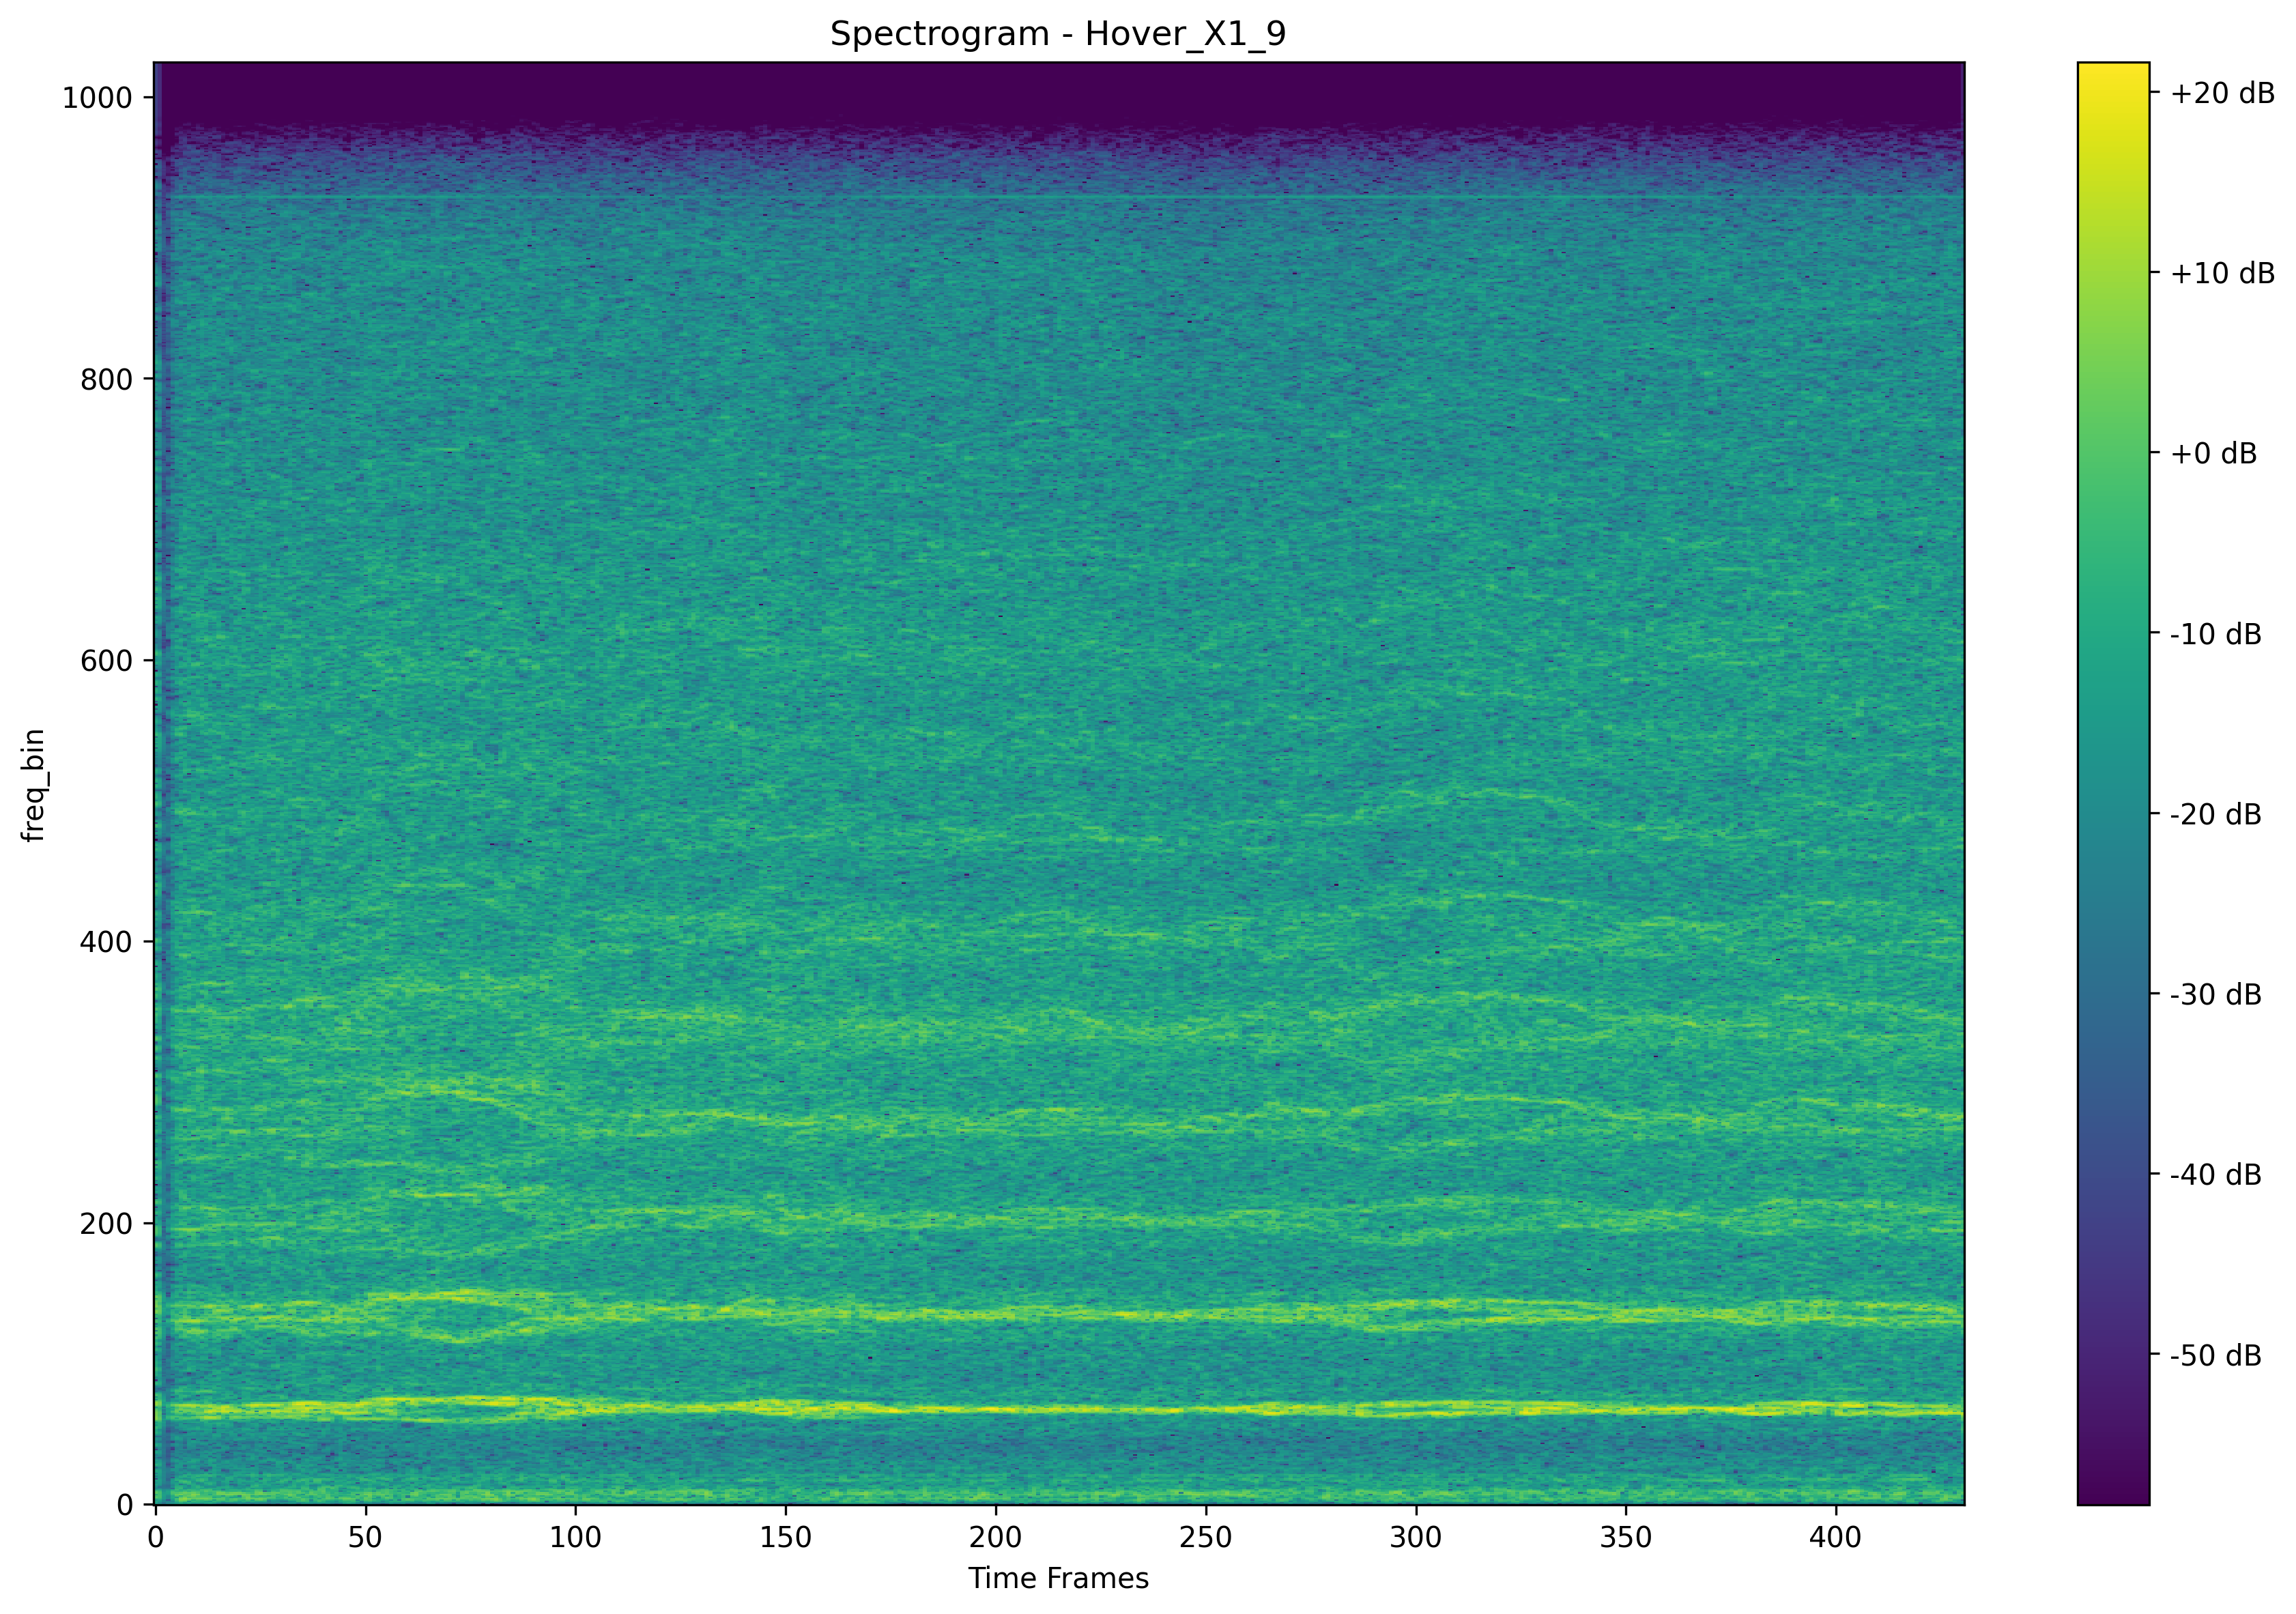 Spectrogram - Hover_X1_9
freq_bin
1000
800
600
400
200
0
0 50 100 150 200 250 300 350 400
Time Frames
+20 dB
+10 dB
+0 dB
-10 dB
-20 dB
-30 dB
-40 dB
-50 dB